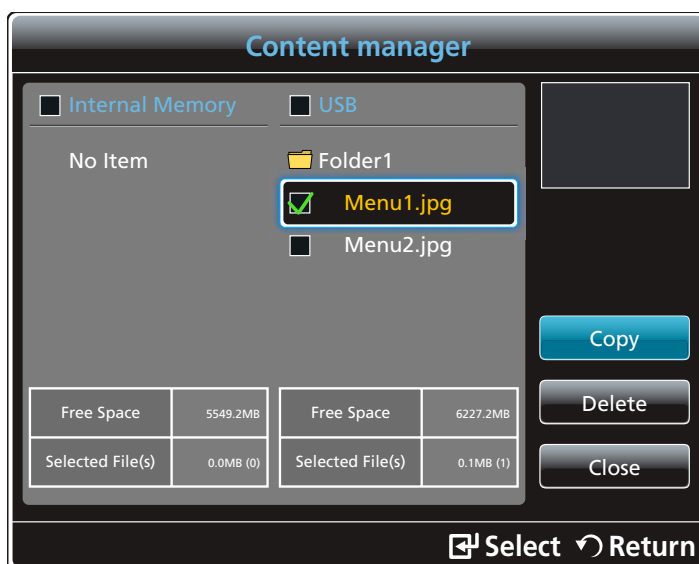 Content manager
Internal Memory
USB
No Item
Folder1
Menu1.jpg
Menu2.jpg
Copy
Delete
Close
Free Space 5549.2MB
Selected File(s) 0.0MB (0)
Free Space 6227.2MB
Selected File(s) 0.1MB (1)
Select Return